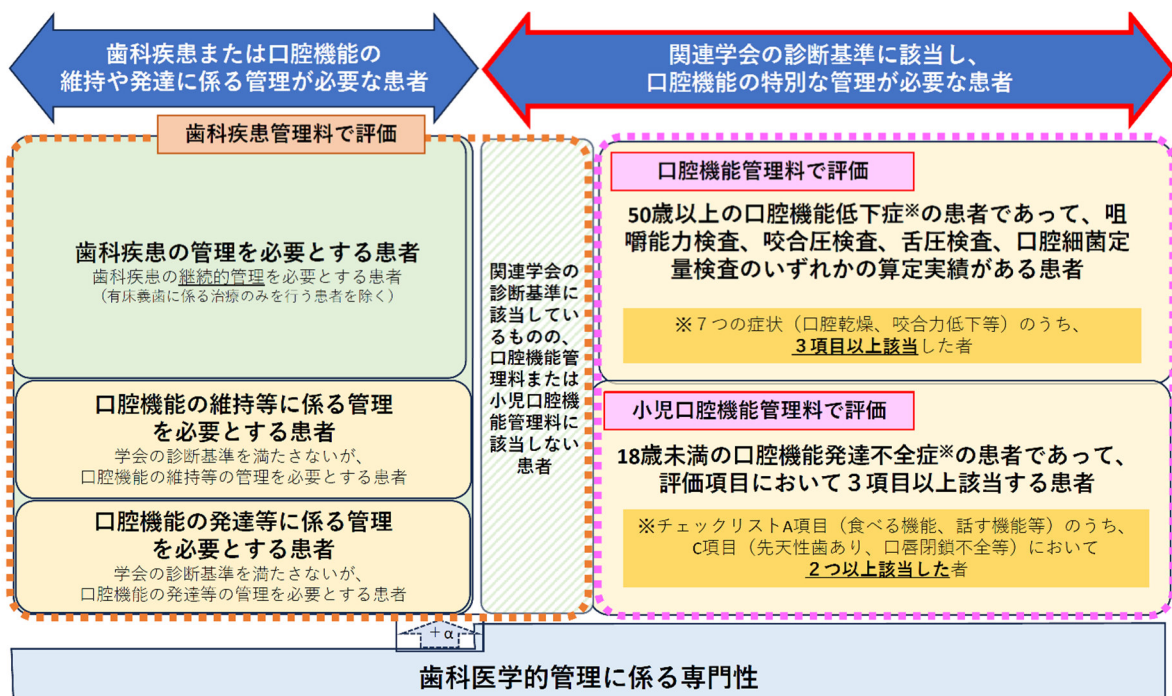 歯科疾患または口腔機能の
維持や発達に係る管理が必要な患者
関連学会の診断基準に該当し、
口腔機能の特別な管理が必要な患者
歯科疾患管理料で評価
歯科疾患の管理を必要とする患者
歯科疾患の継続的管理を必要とする患者
（有床義歯に係る治療のみを行う患者を除く）
口腔機能の維持等に係る管理
を必要とする患者
学会の診断基準を満たさないが、
口腔機能の維持等の管理を必要とする患者
口腔機能の発達等に係る管理
を必要とする患者
学会の診断基準を満たさないが、
口腔機能の発達等の管理を必要とする患者
関連学会の
診断基準に
該当してい
るものの、
口腔機能管
理料または
小児口腔機
能管理料に
該当しない
患者
口腔機能管理料で評価
50歳以上の口腔機能低下症※の患者であって、咀
嚼能力検査、咬合圧検査、舌圧検査、口腔細菌定
量検査のいずれかの算定実績がある患者
※７つの症状（口腔乾燥、咬合力低下等）のうち、
３項目以上該当した者
小児口腔機能管理料で評価
18歳未満の口腔機能発達不全症※の患者であって、
評価項目において３項目以上該当する患者
※チェックリストA項目（食べる機能、話す機能等）のうち、
C項目（先天性歯あり、口唇閉鎖不全等）において
２つ以上該当した者
＋α
歯科医学的管理に係る専門性